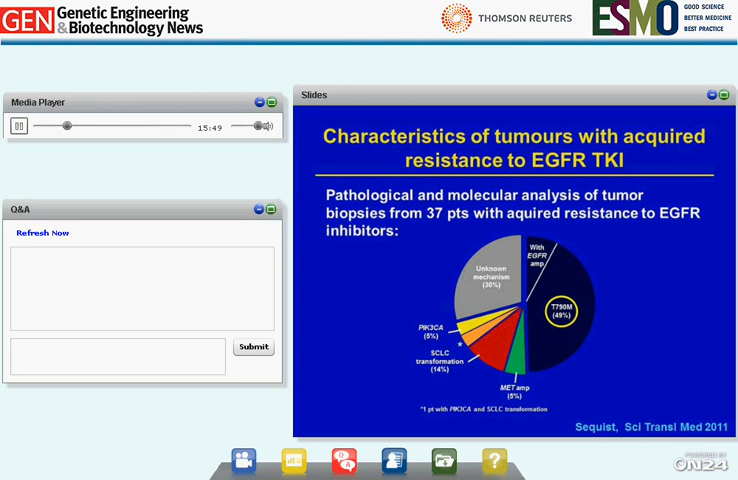 GEN Genetic Engineering
& Biotechnology News
THOMSON REUTERS
ESMO
GOOD SCIENCE
BETTER MEDICINE
BEST PRACTICE
Media Player
15:49
Q&A
Refresh Now
Submit
Slides
Characteristics of tumours with acquired
resistance to EGFR TKI
Pathological and molecular analysis of tumor
biopsies from 37 pts with aquired resistance to EGFR
inhibitors:
With
EGFR
amp
Unknown
mechanism
(30%)
T790M
(49%)
PIK3CA
(5%)
*
SCLC
transformation
(14%)
MET amp
(5%)
*1 pt with PIK3CA and SCLC transformation
Sequist, Sci Transl Med 2011
Q
A
?
POWERED BY
ON24